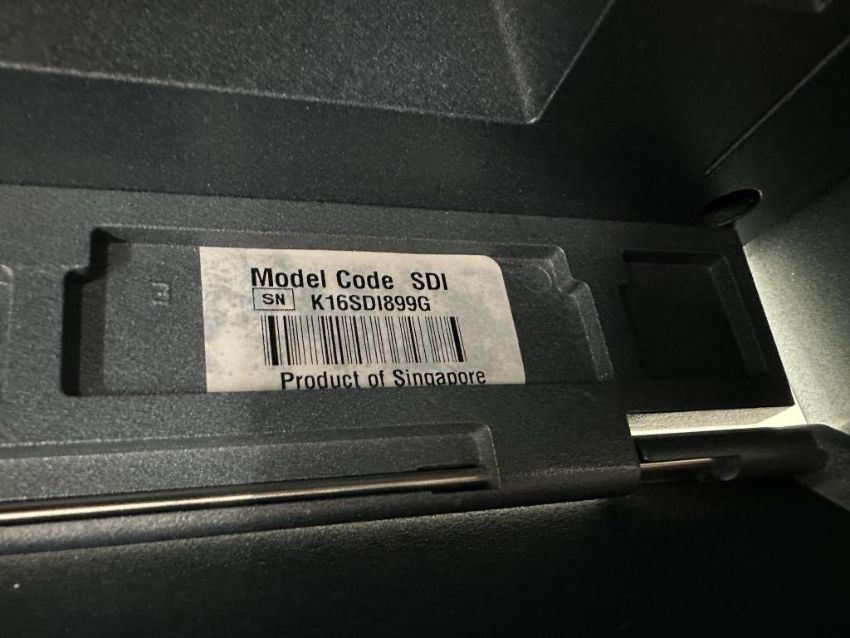 Model Code SDI
SN K16SDI899G
Product of Singapore